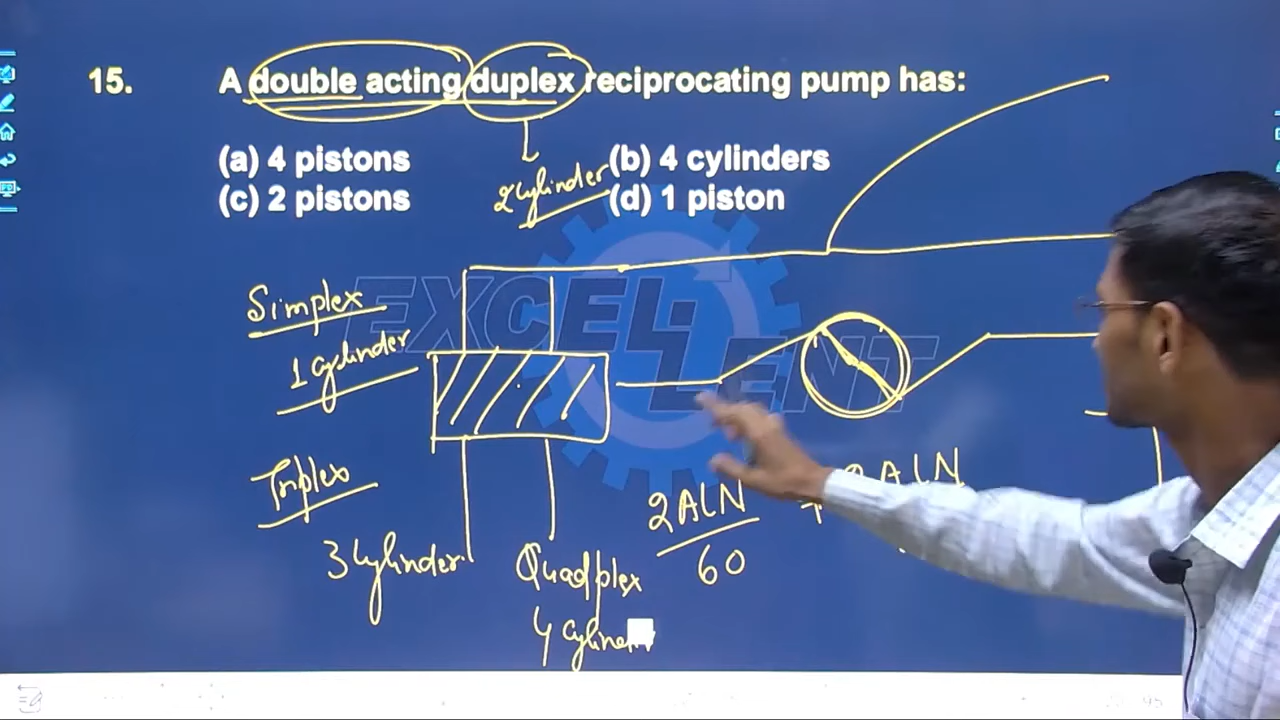 15. A double acting duplex reciprocating pump has:
(a) 4 pistons (b) 4 cylinders
(c) 2 pistons (d) 1 piston
2 cylinder
Simplex
1 cylinder
EXCELLENT
Triplex
3 cylinder
2ALN
60
+ 2ALN
Quadplex
4